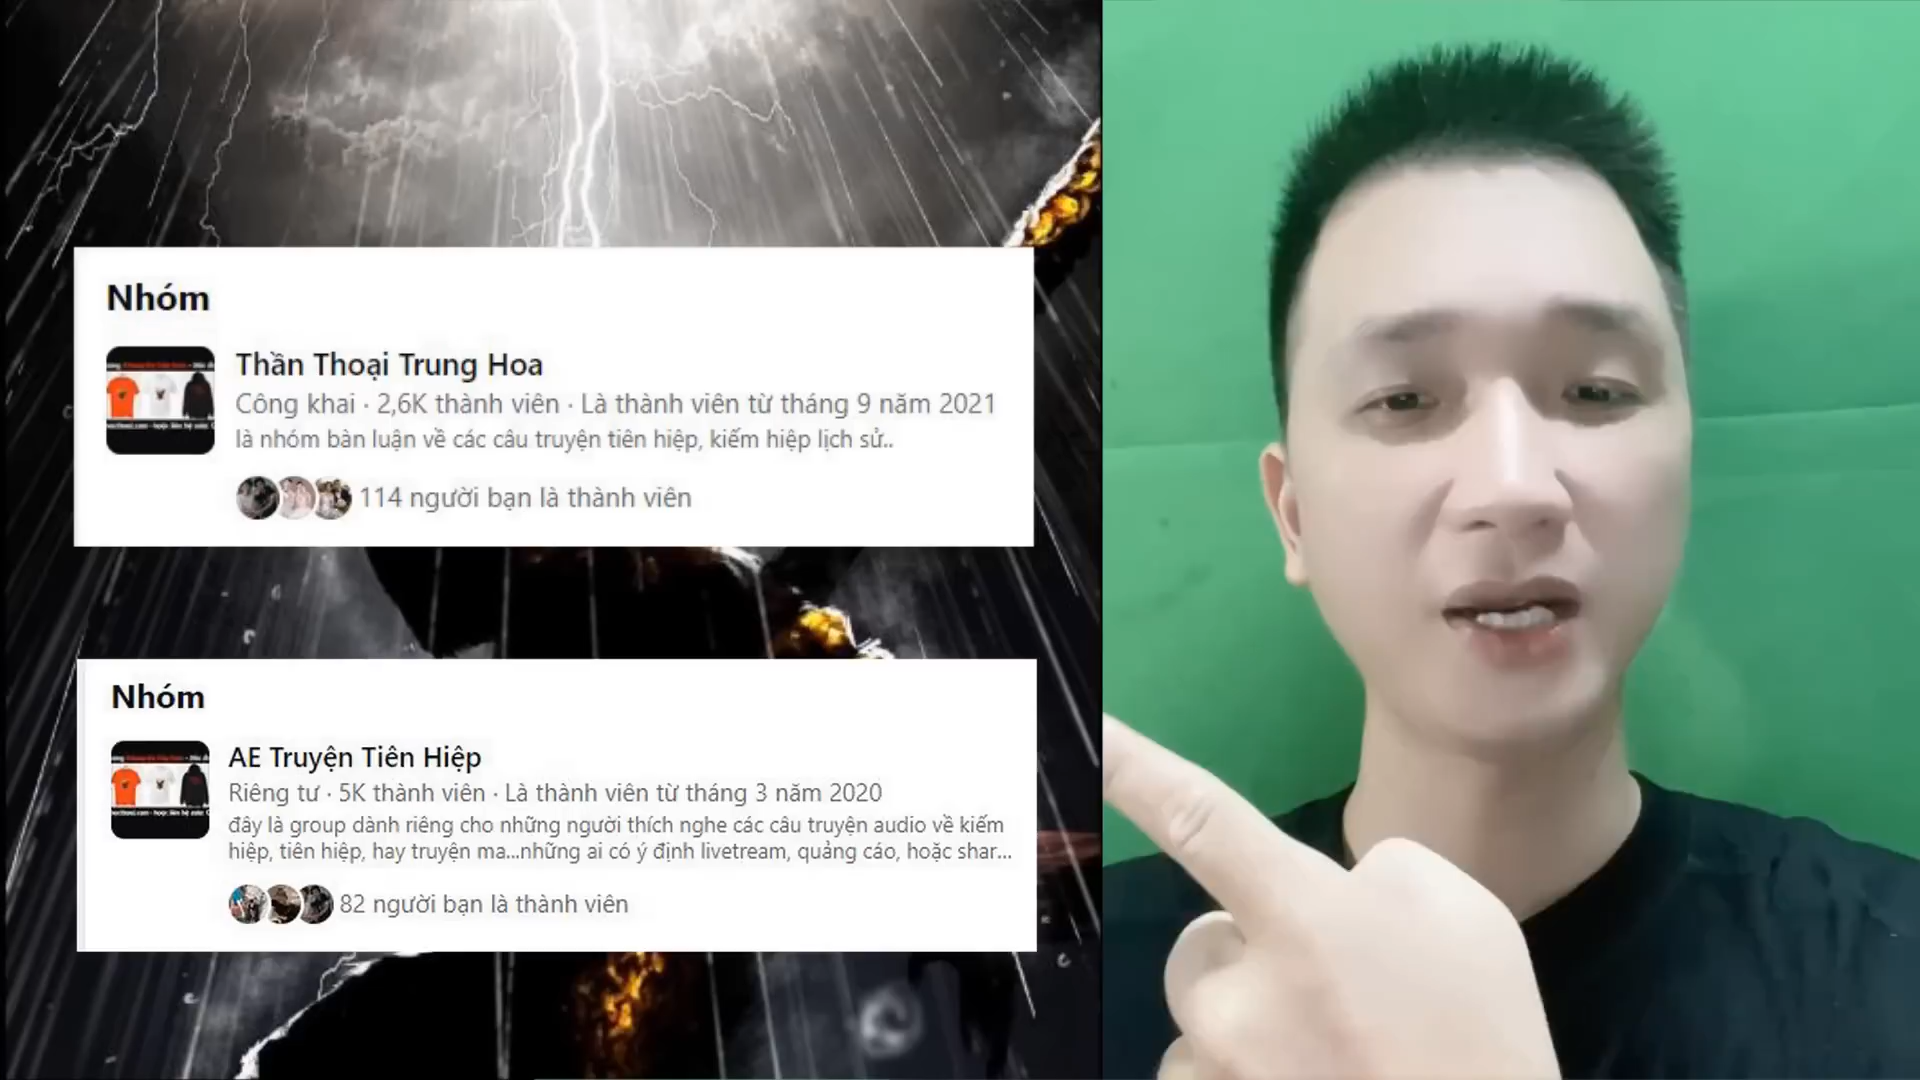 Nhóm
Thần Thoại Trung Hoa
Công khai · 2,6K thành viên · Là thành viên từ tháng 9 năm 2021
là nhóm bàn luận về các câu truyện tiên hiệp, kiếm hiệp lịch sử..
114 người bạn là thành viên
Nhóm
AE Truyện Tiên Hiệp
Riêng tư · 5K thành viên · Là thành viên từ tháng 3 năm 2020
đây là group dành riêng cho những người thích nghe các câu truyện audio về kiếm
hiệp, tiên hiệp, hay truyện ma...những ai có ý định livetream, quảng cáo, hoặc shar...
82 người bạn là thành viên